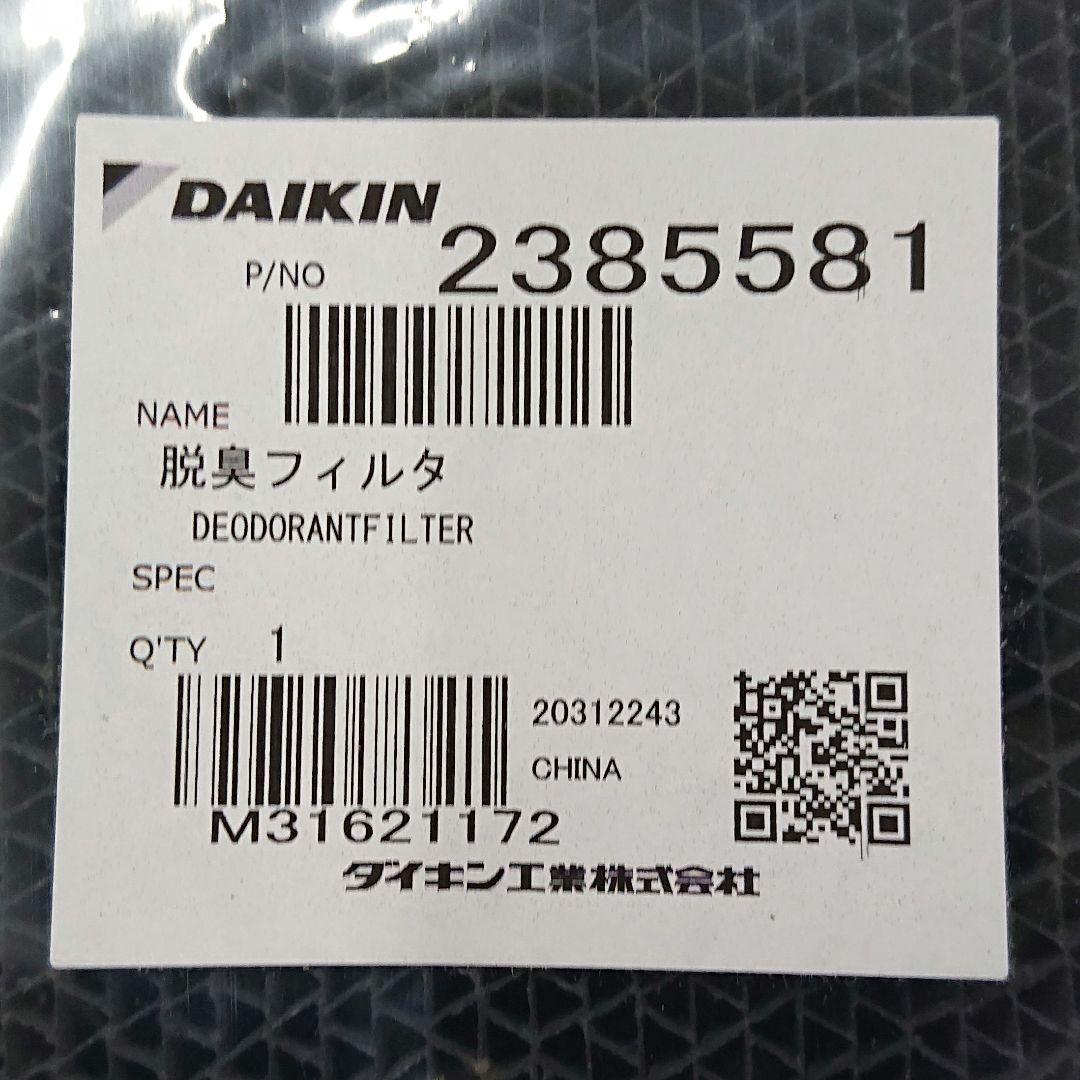 DAIKIN
P/NO 2385581
NAME
脱臭フィルタ
DEODORANTFILTER
SPEC
Q'TY 1
20312243
CHINA
M31621172
ダイキン工業株式会社